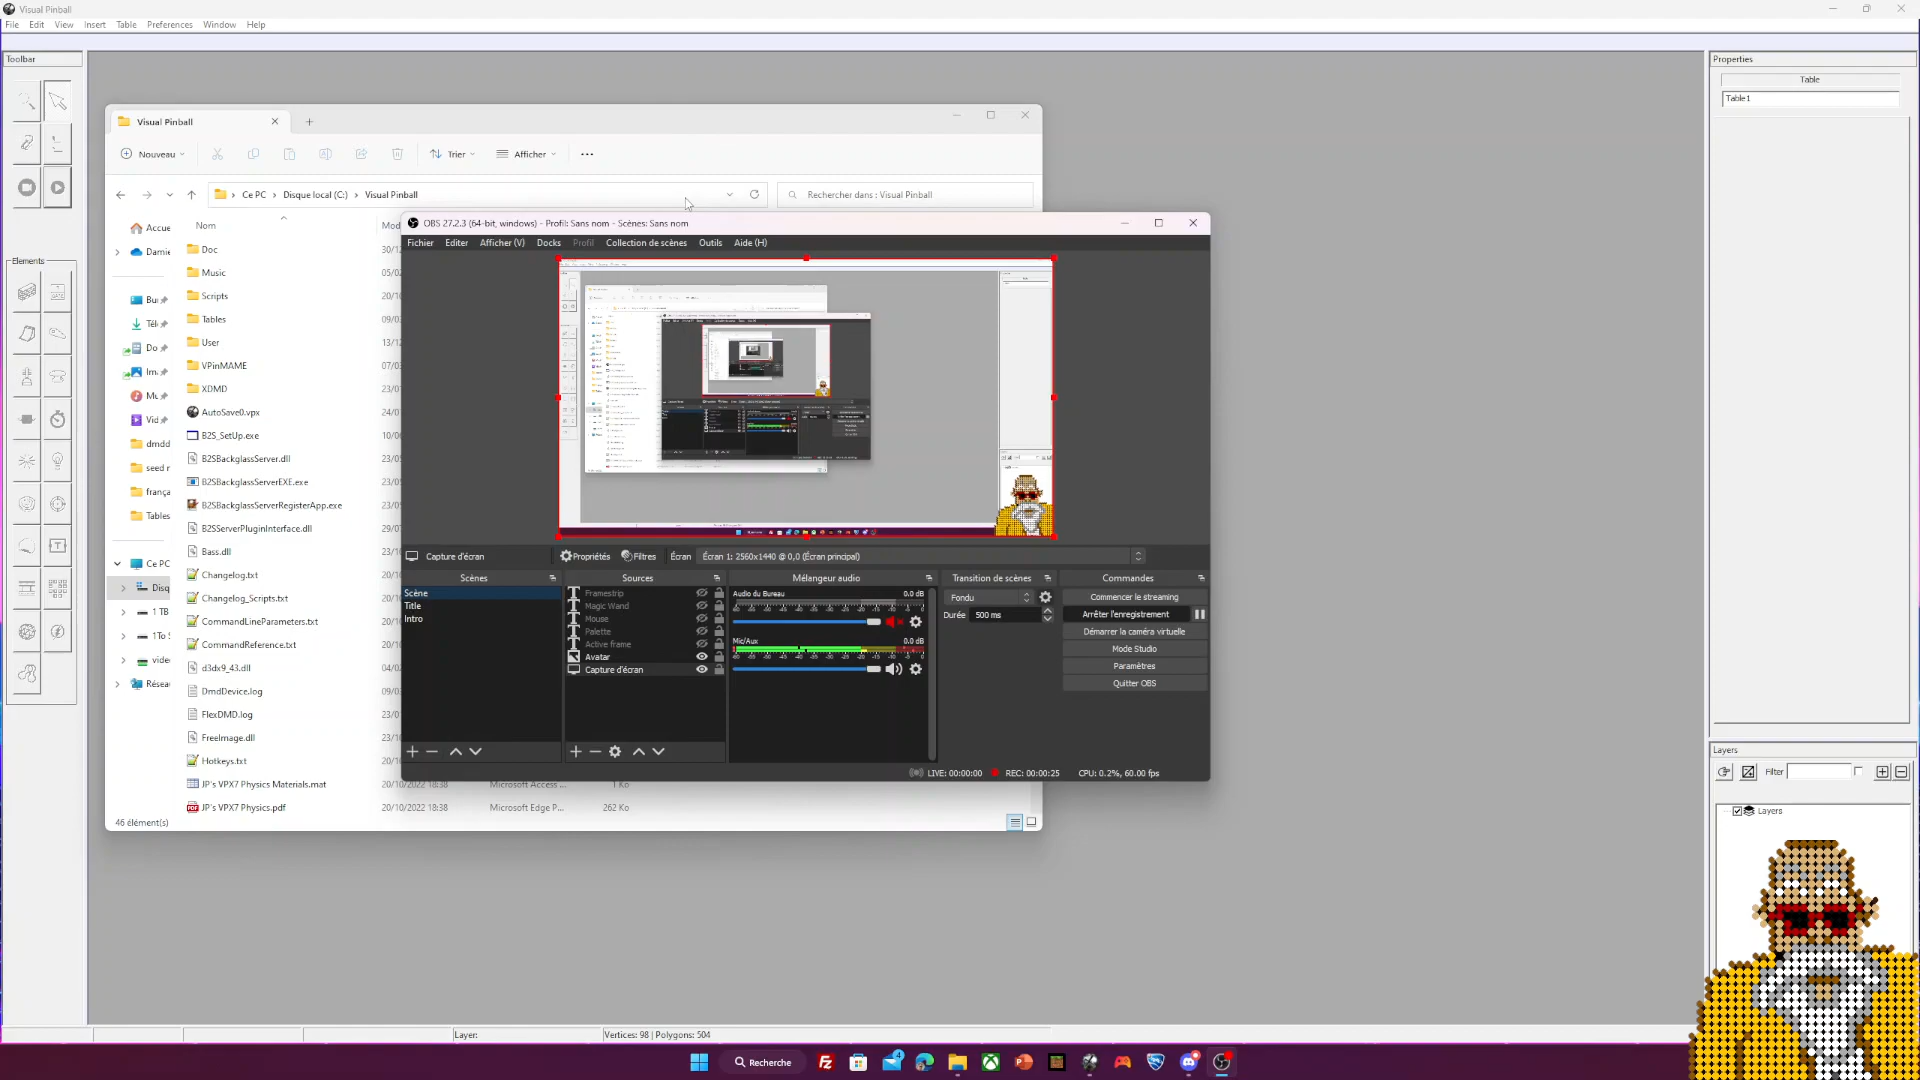 Visual Pinball
File Edit View Insert Table Preferences Window Help
Toolbar
Elements
Visual Pinball
Nouveau Trier Afficher
Ce PC Disque local (C:) Visual Pinball
Rechercher dans : Visual Pinball
Nom
Doc
Music
Scripts
Tables
User
VPinMAME
XDMD
AutoSave0.vpx
B2S_SetUp.exe
B2SBackglassServer.dll
B2SBackglassServerEXE.exe
B2SBackglassServerRegisterApp.exe
B2SServerPluginInterface.dll
Bass.dll
Changelog.txt
Changelog_Scripts.txt
CommandLineParameters.txt
CommandReference.txt
d3dx9_43.dll
DmdDevice.log
FlexDMD.log
FreeImage.dll
Hotkeys.txt
JP's VPX7 Physics Materials.mat 20/10/2022 18:38 Microsoft Access ... 1 Ko
JP's VPX7 Physics.pdf 20/10/2022 18:38 Microsoft Edge P... 262 Ko
46 élément(s)
OBS 27.2.3 (64-bit, windows) - Profil: Sans nom - Scènes: Sans nom
Fichier Editer Afficher (V) Docks Profil Collection de scènes Outils Aide (H)
Capture d'écran Propriétés Filtres Écran Écran 1: 2560x1440 @ 0,0 (Écran principal)
Scènes
Scène
Title
Intro
Sources
Framestrip
Magic Wand
Mouse
Palette
Active frame
Avatar
Capture d'écran
Mélangeur audio
Audio du Bureau 0.0 dB
Mic/Aux 0.0 dB
Transition de scènes
Fondu
Durée 500 ms
Commandes
Commencer le streaming
Arrêter l'enregistrement
Démarrer la caméra virtuelle
Mode Studio
Paramètres
Quitter OBS
LIVE: 00:00:00 REC: 00:00:25 CPU: 0.2%, 60.00 fps
Properties
Table
Table1
Layers
Filter
Layers
Layer:
Vertices: 98 | Polygons: 504
Recherche